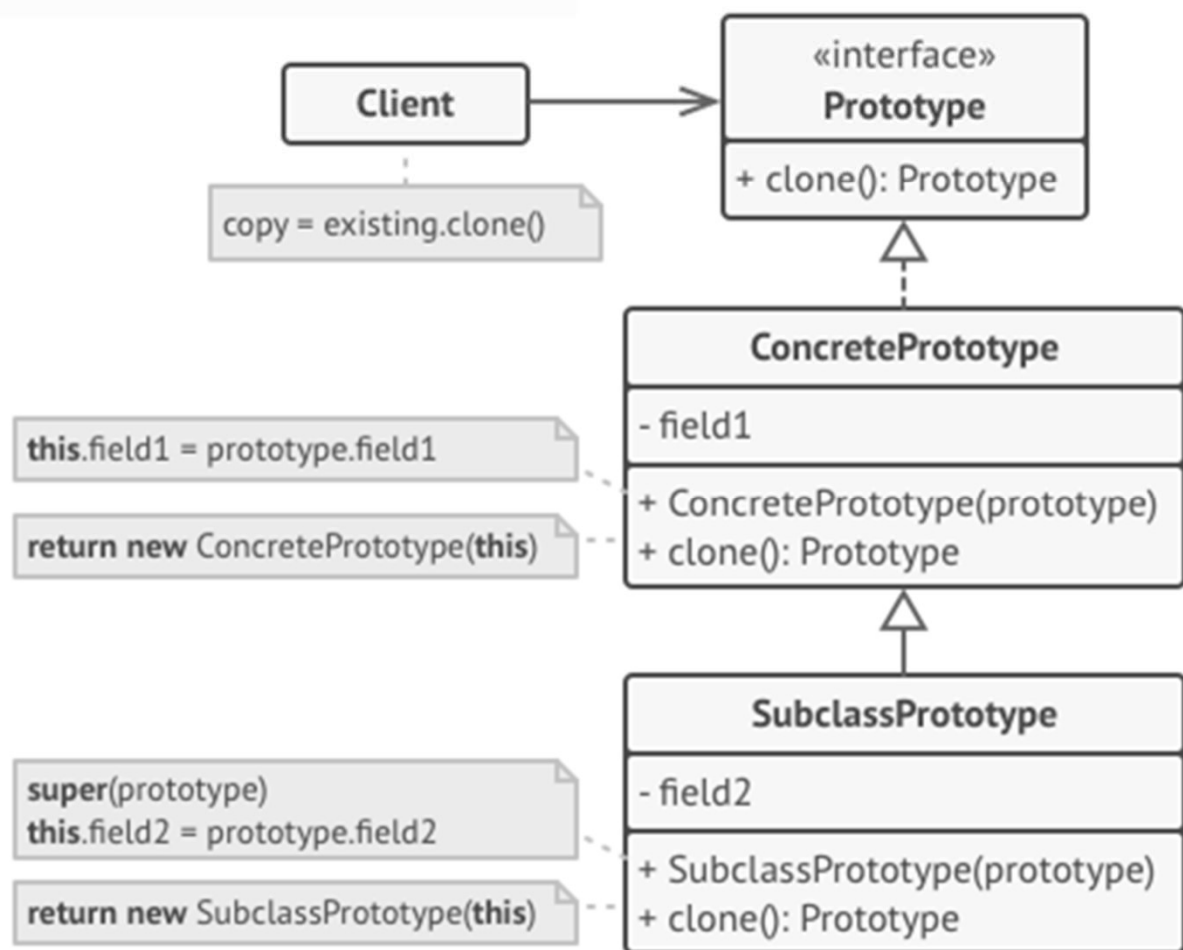 «interface»
Prototype
+ clone(): Prototype
Client
copy = existing.clone()
ConcretePrototype
- field1
+ ConcretePrototype(prototype)
+ clone(): Prototype
this.field1 = prototype.field1
return new ConcretePrototype(this)
SubclassPrototype
- field2
+ SubclassPrototype(prototype)
+ clone(): Prototype
super(prototype)
this.field2 = prototype.field2
return new SubclassPrototype(this)